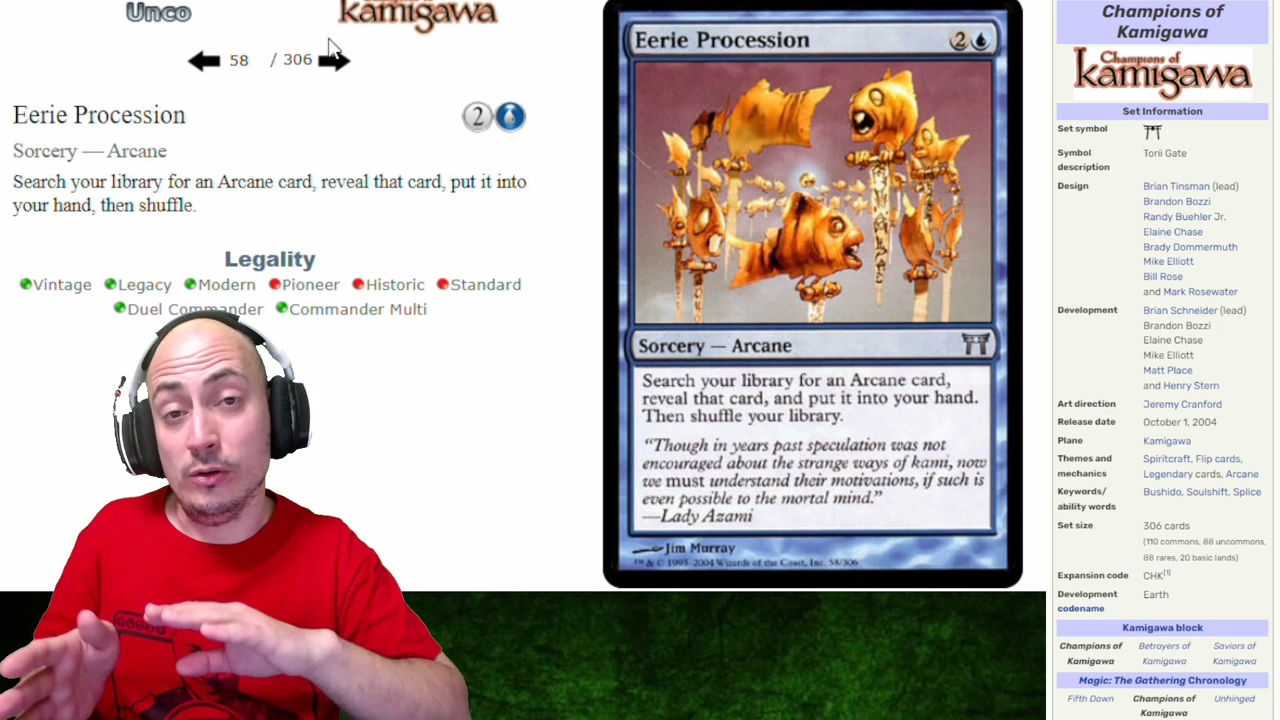 Unco
kamigawa
58 / 306
Eerie Procession
2
Sorcery — Arcane
Search your library for an Arcane card, reveal that card, put it into
your hand, then shuffle.
Legality
Vintage Legacy Modern Pioneer Historic Standard
Duel Commander Commander Multi
Eerie Procession 2
Sorcery — Arcane
Search your library for an Arcane card,
reveal that card, and put it into your hand.
Then shuffle your library.
"Though in years past speculation was not
encouraged about the strange ways of kami, now
we must understand their motivations, if such is
even possible to the mortal mind."
—Lady Azami
Jim Murray
™ & © 1993–2004 Wizards of the Coast, Inc. 58/306
Champions of
Kamigawa
Champions of
kamigawa
Set Information
Set symbol
Symbol description Torii Gate
Design Brian Tinsman (lead)
Brandon Bozzi
Randy Buehler Jr.
Elaine Chase
Brady Dommermuth
Mike Elliott
Bill Rose
and Mark Rosewater
Development Brian Schneider (lead)
Brandon Bozzi
Elaine Chase
Mike Elliott
Matt Place
and Henry Stern
Art direction Jeremy Cranford
Release date October 1, 2004
Plane Kamigawa
Themes and mechanics Spiritcraft, Flip cards,
Legendary cards, Arcane
Keywords/ability words Bushido, Soulshift, Splice
Set size 306 cards
(110 commons, 88 uncommons,
88 rares, 20 basic lands)
Expansion code CHK[1]
Development codename Earth
Kamigawa block
Champions of Kamigawa Betrayers of Kamigawa Saviors of Kamigawa
Magic: The Gathering Chronology
Fifth Dawn Champions of Kamigawa Unhinged